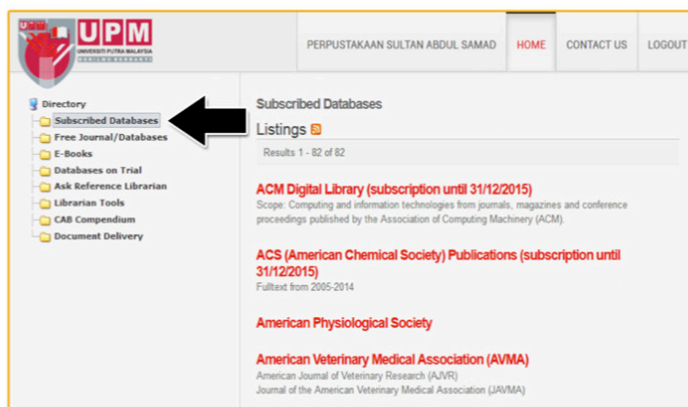 UPM
UNIVERSITI PUTRA MALAYSIA
PERPUSTAKAAN SULTAN ABDUL SAMAD
HOME
CONTACT US
LOGOUT
Directory
Subscribed Databases
Free Journal/Databases
E-Books
Databases on Trial
Ask Reference Librarian
Librarian Tools
CAB Compendium
Document Delivery
Subscribed Databases
Listings
Results 1 - 82 of 82
ACM Digital Library (subscription until 31/12/2015)
Scope: Computing and information technologies from journals, magazines and conference
proceedings published by the Association of Computing Machinery (ACM).
ACS (American Chemical Society) Publications (subscription until
31/12/2015)
Fulltext from 2005-2014
American Physiological Society
American Veterinary Medical Association (AVMA)
American Journal of Veterinary Research (AJVR)
Journal of the American Veterinary Medical Association (JAVMA)